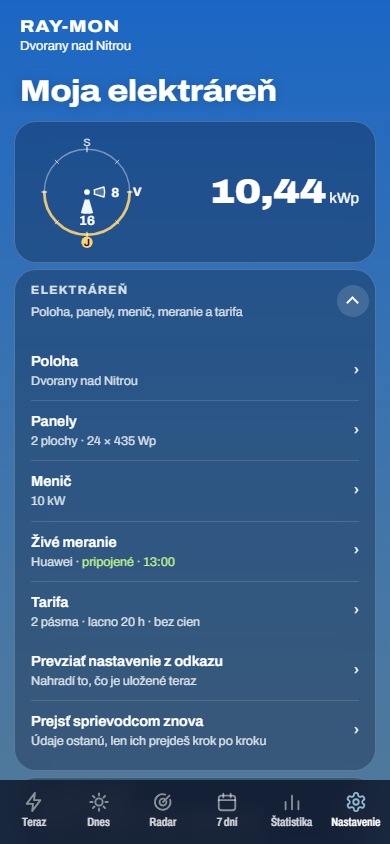 RAY-MON
Dvorany nad Nitrou
Moja elektráreň
S
8
V
16
J
10,44 kWp
ELEKTRÁREŇ
Poloha, panely, menič, meranie a tarifa
Poloha
Dvorany nad Nitrou
›
Panely
2 plochy · 24 × 435 Wp
›
Menič
10 kW
›
Živé meranie
Huawei · pripojené · 13:00
›
Tarifa
2 pásma · lacno 20 h · bez cien
›
Prevziať nastavenie z odkazu
Nahradí to, čo je uložené teraz
›
Prejsť sprievodcom znova
Údaje ostanú, len ich prejdeš krok po kroku
›
Teraz
Dnes
Radar
7 dní
Štatistika
Nastavenie